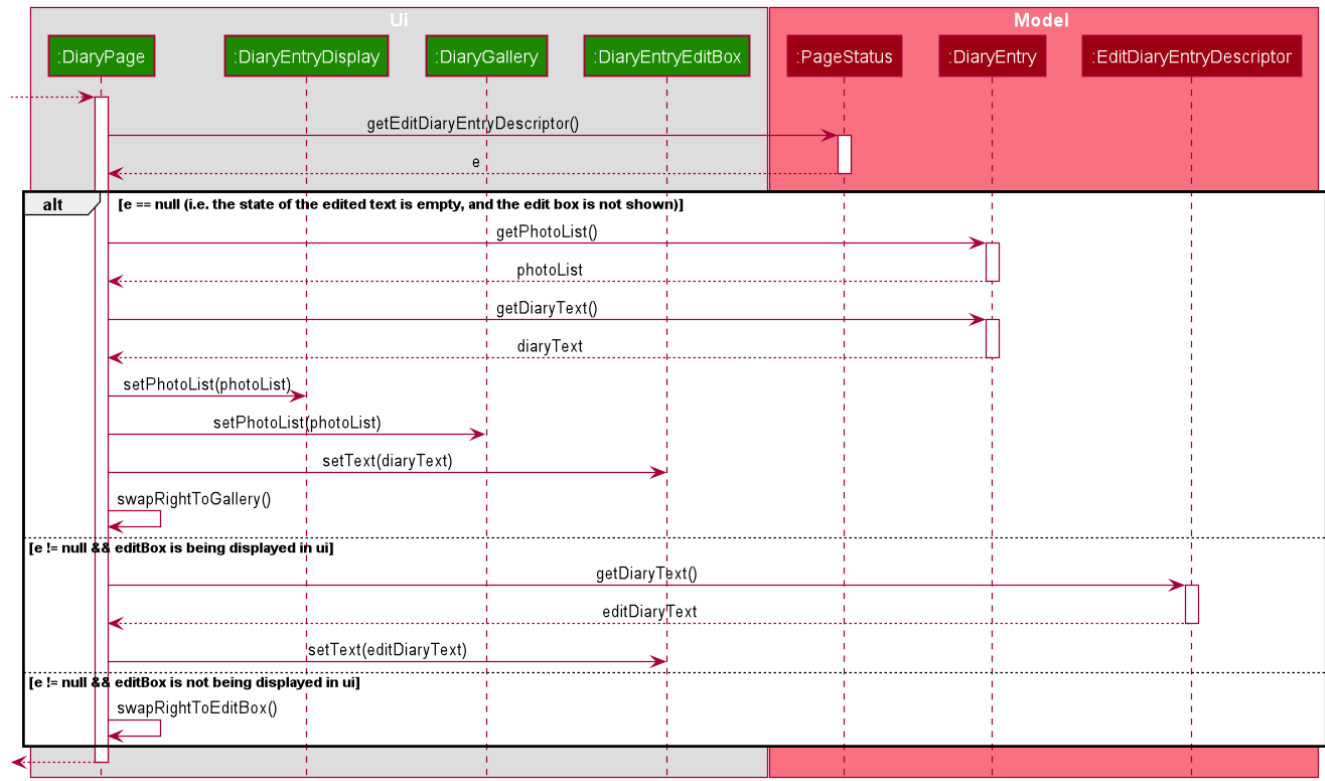 Ui
Model
:DiaryPage
:DiaryEntryDisplay
:DiaryGallery
:DiaryEntryEditBox
:PageStatus
:DiaryEntry
:EditDiaryEntryDescriptor
getEditDiaryEntryDescriptor()
e
alt
[e == null (i.e. the state of the edited text is empty, and the edit box is not shown)]
getPhotoList()
photoList
getDiaryText()
diaryText
setPhotoList(photoList)
setPhotoList(photoList)
setText(diaryText)
swapRightToGallery()
[e != null && editBox is being displayed in ui]
getDiaryText()
editDiaryText
setText(editDiaryText)
[e != null && editBox is not being displayed in ui]
swapRightToEditBox()